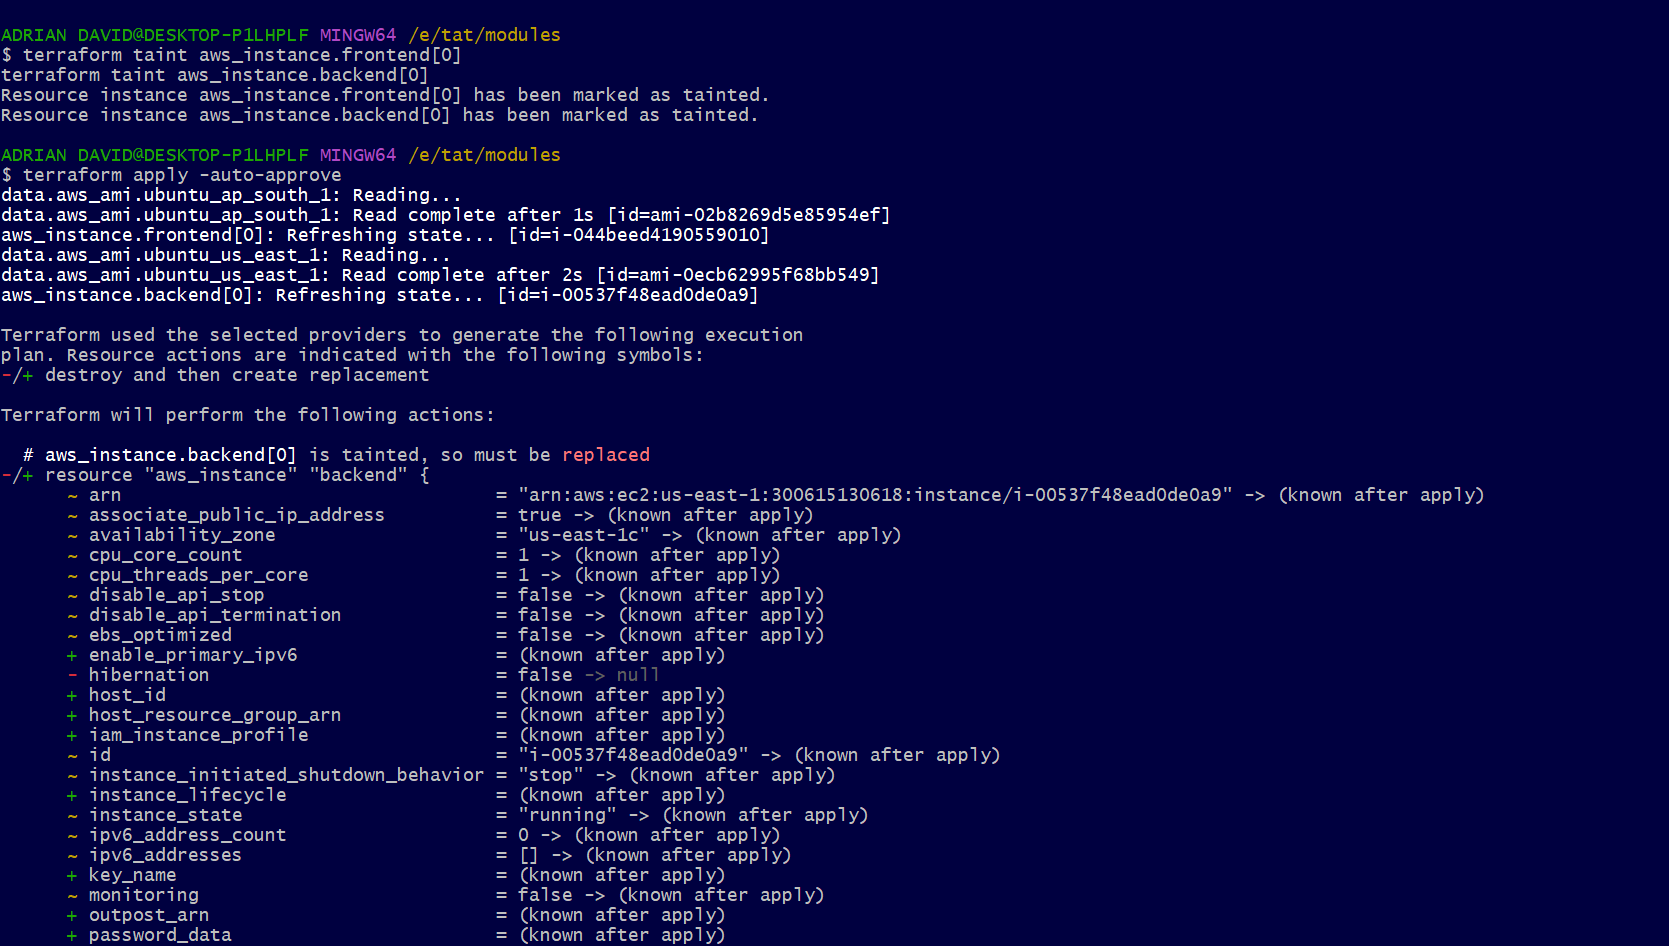 ADRIAN DAVID@DESKTOP-P1LHPLF MINGW64 /e/tat/modules
$ terraform taint aws_instance.frontend[0]
terraform taint aws_instance.backend[0]
Resource instance aws_instance.frontend[0] has been marked as tainted.
Resource instance aws_instance.backend[0] has been marked as tainted.

ADRIAN DAVID@DESKTOP-P1LHPLF MINGW64 /e/tat/modules
$ terraform apply -auto-approve
data.aws_ami.ubuntu_ap_south_1: Reading...
data.aws_ami.ubuntu_ap_south_1: Read complete after 1s [id=ami-02b8269d5e85954ef]
aws_instance.frontend[0]: Refreshing state... [id=i-044beed4190559010]
data.aws_ami.ubuntu_us_east_1: Reading...
data.aws_ami.ubuntu_us_east_1: Read complete after 2s [id=ami-0ecb62995f68bb549]
aws_instance.backend[0]: Refreshing state... [id=i-00537f48ead0de0a9]

Terraform used the selected providers to generate the following execution
plan. Resource actions are indicated with the following symbols:
-/+ destroy and then create replacement

Terraform will perform the following actions:

  # aws_instance.backend[0] is tainted, so must be replaced
-/+ resource "aws_instance" "backend" {
      ~ arn                                  = "arn:aws:ec2:us-east-1:300615130618:instance/i-00537f48ead0de0a9" -> (known after apply)
      ~ associate_public_ip_address          = true -> (known after apply)
      ~ availability_zone                    = "us-east-1c" -> (known after apply)
      ~ cpu_core_count                       = 1 -> (known after apply)
      ~ cpu_threads_per_core                 = 1 -> (known after apply)
      ~ disable_api_stop                     = false -> (known after apply)
      ~ disable_api_termination              = false -> (known after apply)
      ~ ebs_optimized                        = false -> (known after apply)
      + enable_primary_ipv6                  = (known after apply)
      - hibernation                          = false -> null
      + host_id                              = (known after apply)
      + host_resource_group_arn              = (known after apply)
      + iam_instance_profile                 = (known after apply)
      ~ id                                   = "i-00537f48ead0de0a9" -> (known after apply)
      ~ instance_initiated_shutdown_behavior = "stop" -> (known after apply)
      + instance_lifecycle                   = (known after apply)
      ~ instance_state                       = "running" -> (known after apply)
      ~ ipv6_address_count                   = 0 -> (known after apply)
      ~ ipv6_addresses                       = [] -> (known after apply)
      + key_name                             = (known after apply)
      ~ monitoring                           = false -> (known after apply)
      + outpost_arn                          = (known after apply)
      + password_data                        = (known after apply)